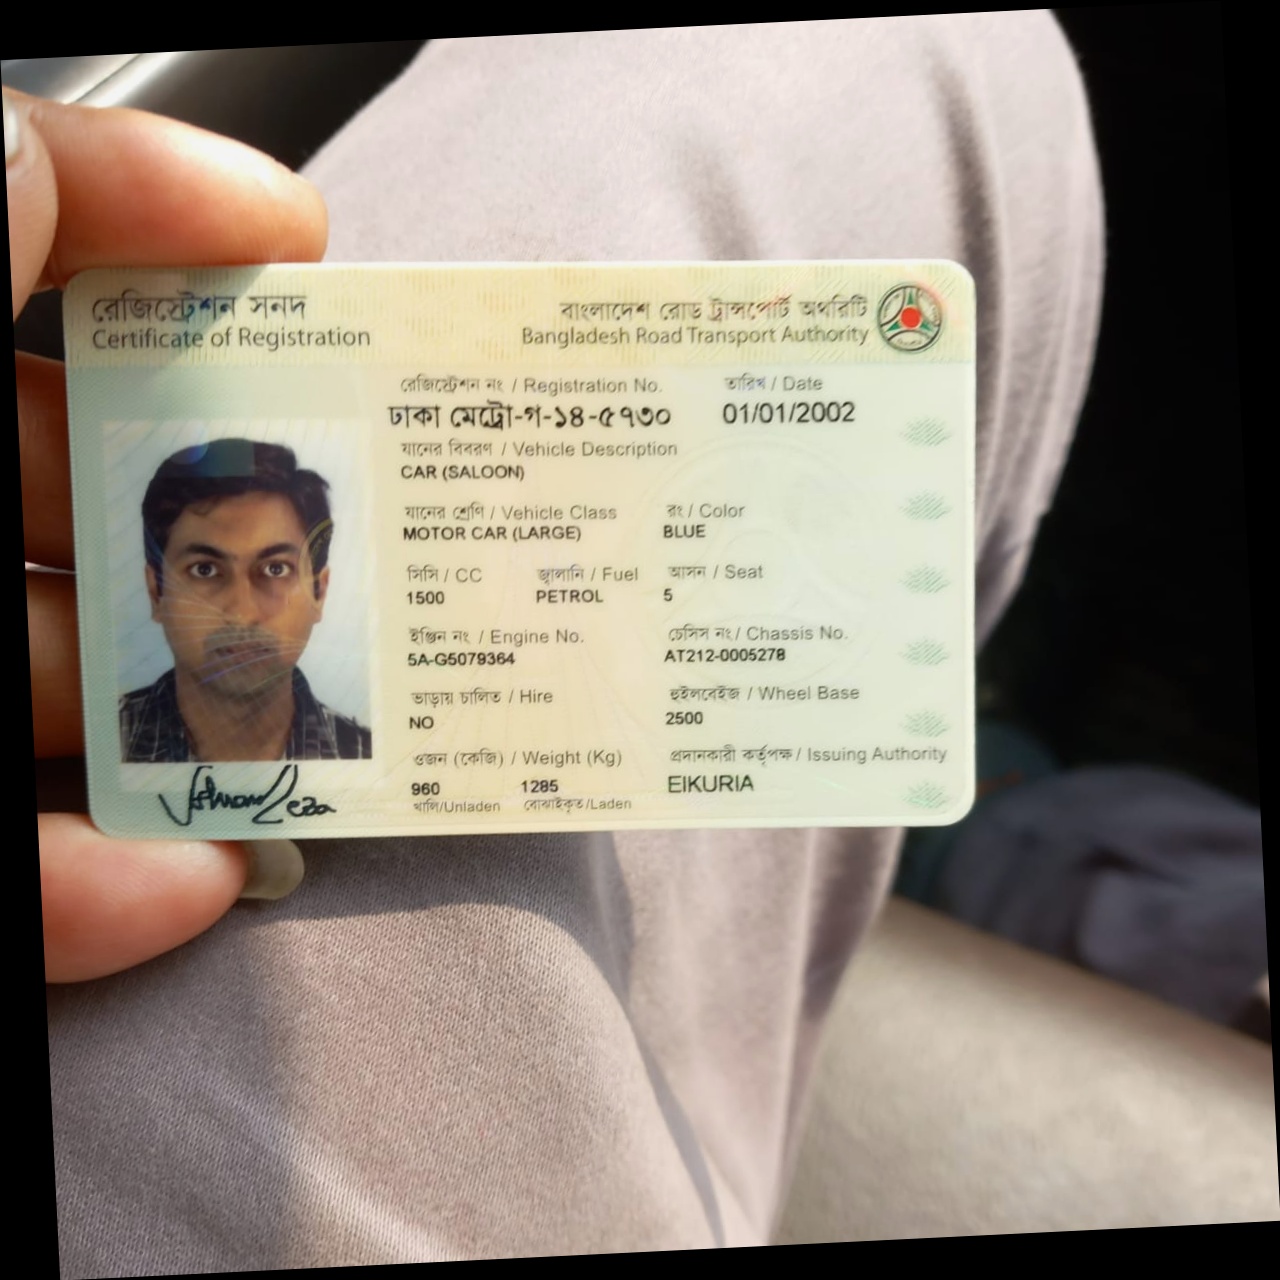 রেজিস্ট্রেশন সনদ
Certificate of Registration
বাংলাদেশ রোড ট্রান্সপোর্ট অথরিটি
Bangladesh Road Transport Authority
রেজিস্ট্রেশন নং / Registration No. তারিখ / Date
ঢাকা মেট্রো-গ-১৪-৫৭৩০ 01/01/2002
যানের বিবরণ / Vehicle Description
CAR (SALOON)
যানের শ্রেণি / Vehicle Class রং / Color
MOTOR CAR (LARGE) BLUE
সিসি / CC জ্বালানি / Fuel আসন / Seat
1500 PETROL 5
ইঞ্জিন নং / Engine No. চেসিস নং / Chassis No.
5A-G5079364 AT212-0005278
ভাড়ায় চালিত / Hire হুইলবেইজ / Wheel Base
NO 2500
ওজন (কেজি) / Weight (Kg) প্রদানকারী কর্তৃপক্ষ / Issuing Authority
960 1285 EIKURIA
খালি/Unladen বোঝাইকৃত/Laden